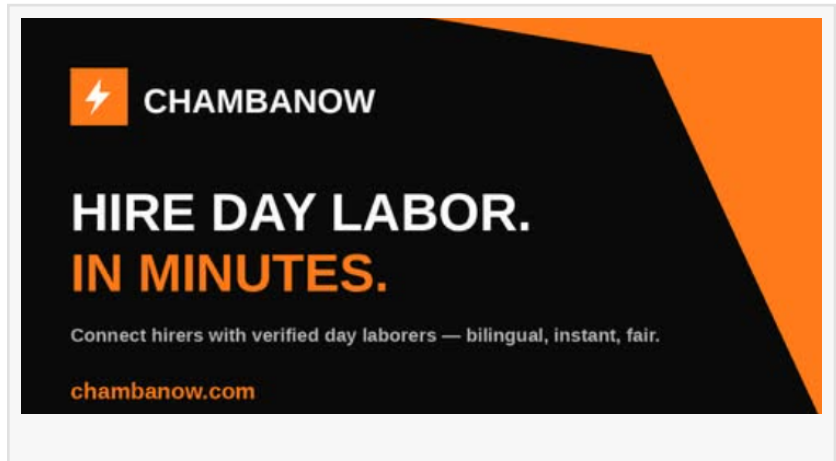 CHAMBANOW
HIRE DAY LABOR.
IN MINUTES.
Connect hirers with verified day laborers — bilingual, instant, fair.
chambanow.com